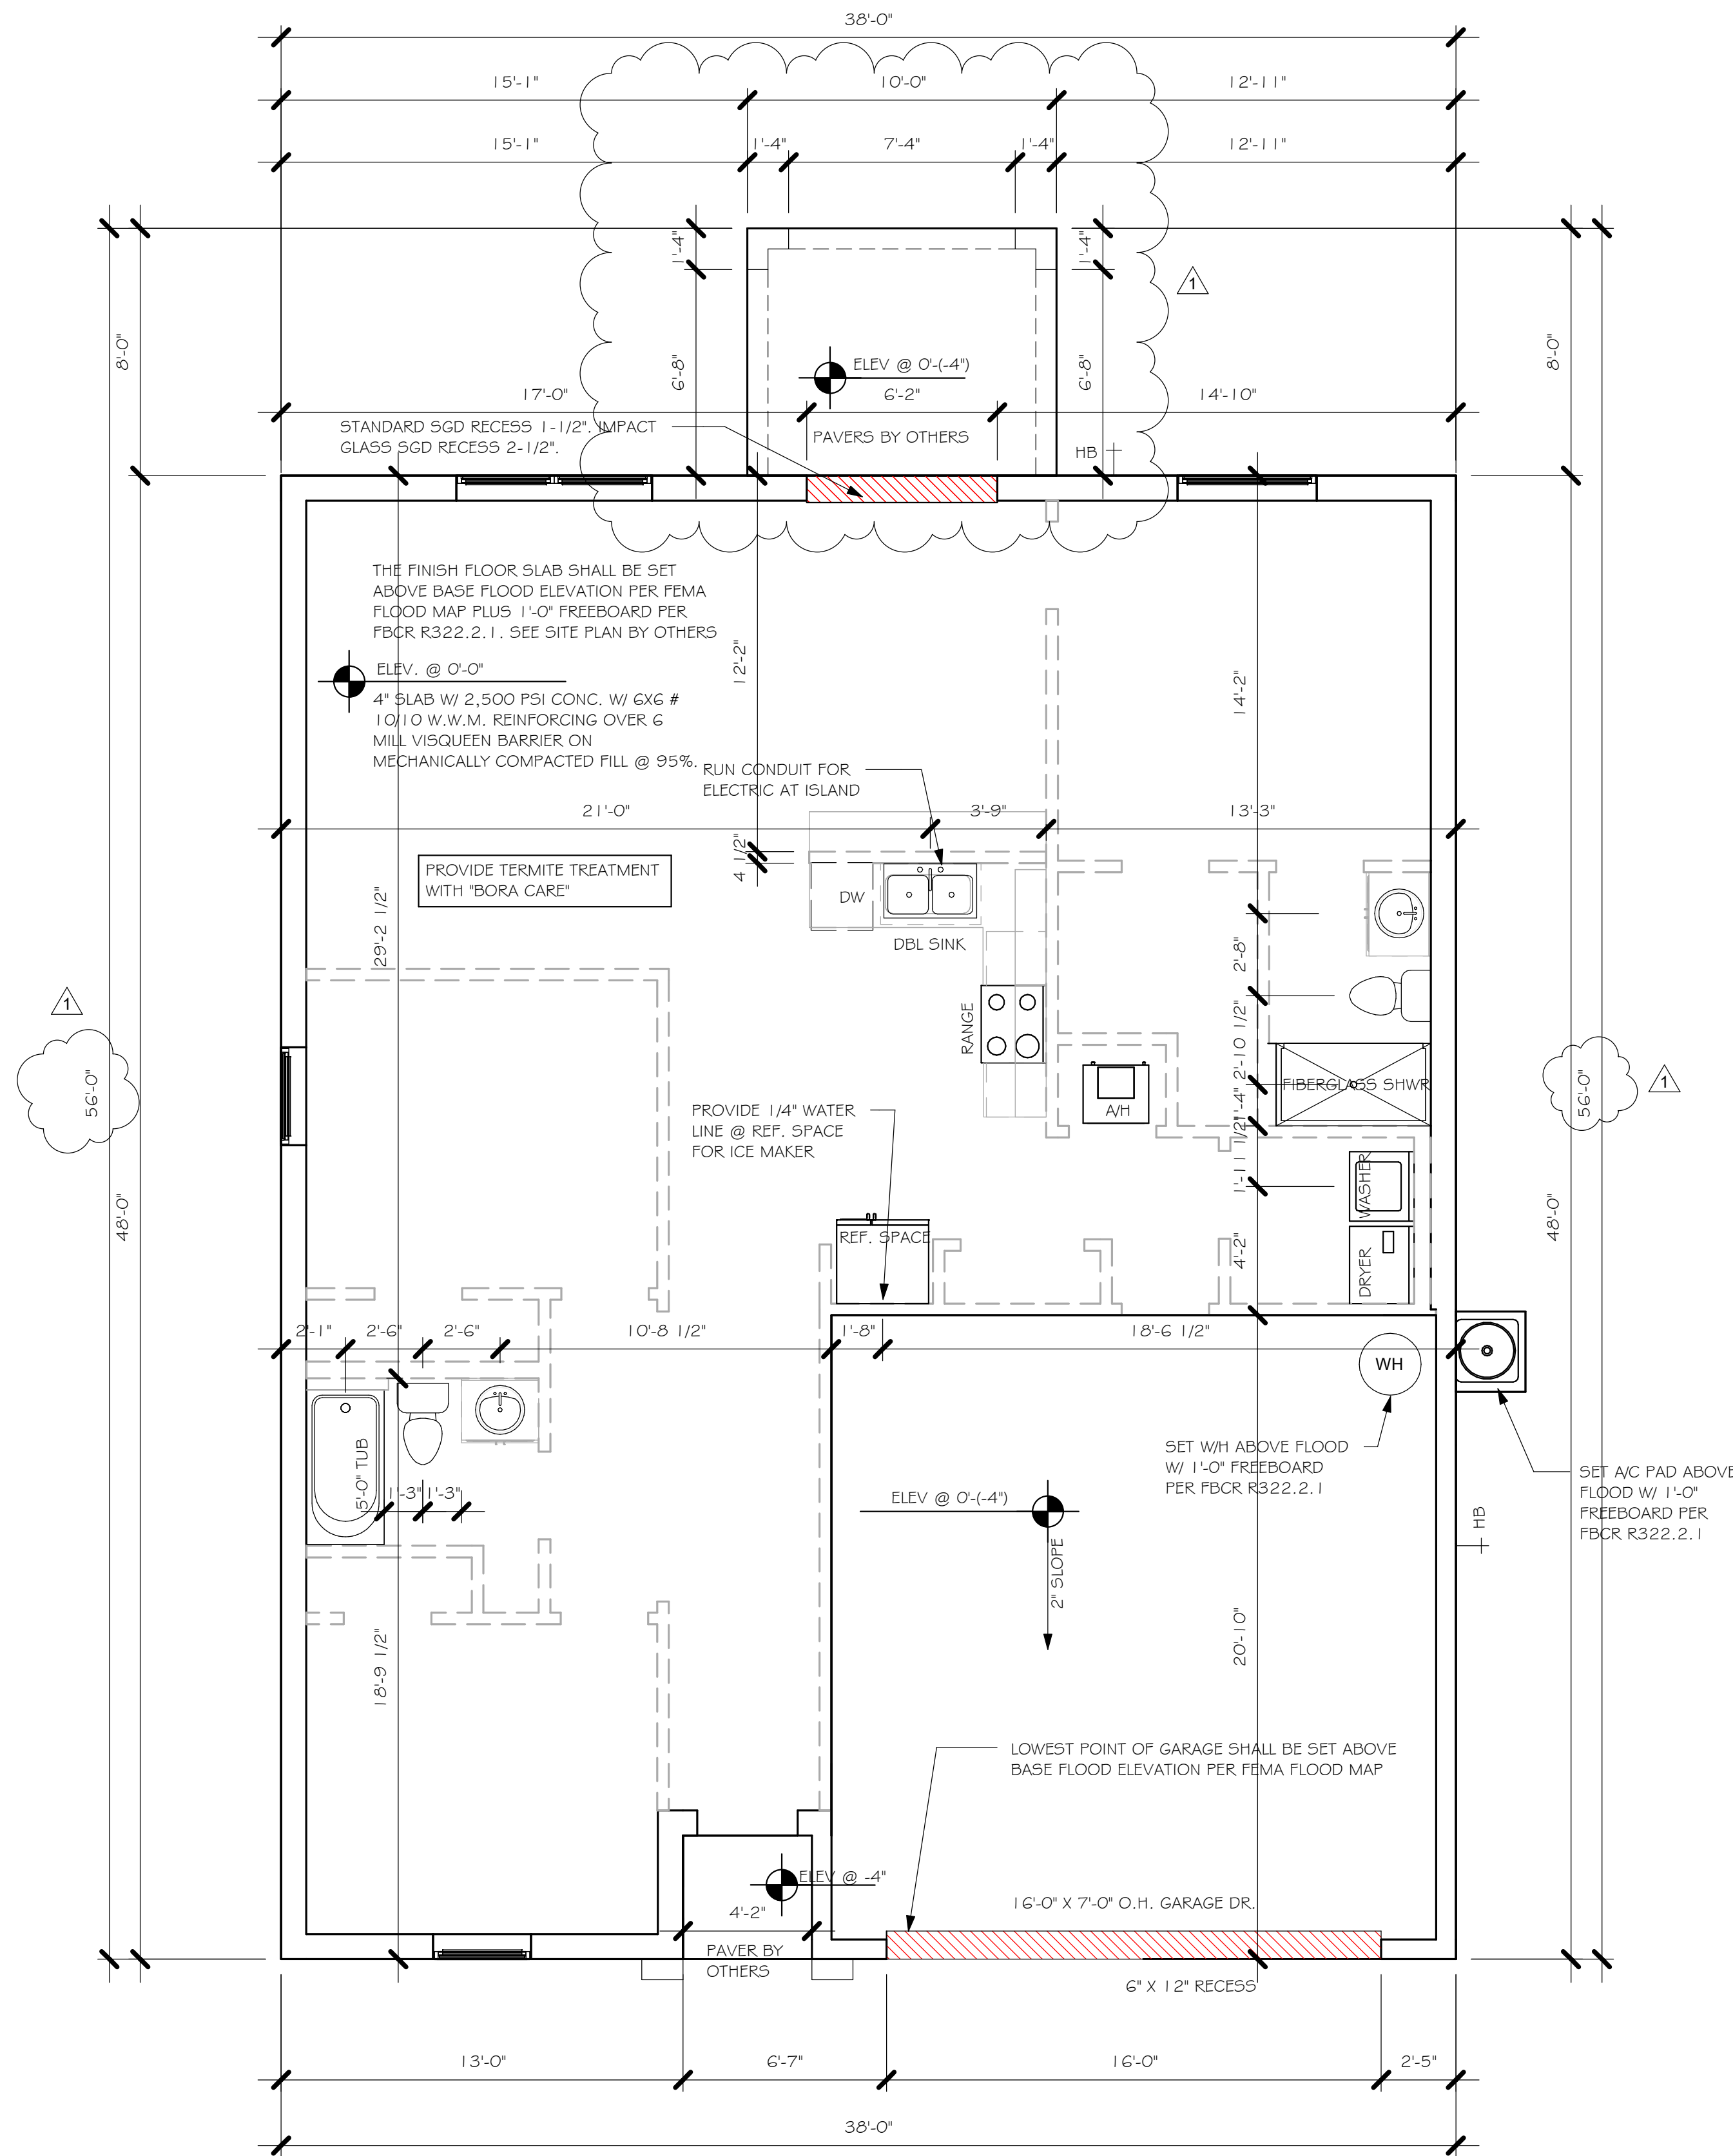 38'-0"
15'-1"
10'-0"
12'-11"
15'-1"
1'-4"
7'-4"
1'-4"
12'-11"
1'-4"
1'-4"
1
8'-0"
6'-8"
ELEV @ 0'-(-4")
6'-8"
8'-0"
17'-0"
6'-2"
14'-10"
STANDARD SGD RECESS 1-1/2". IMPACT
GLASS SGD RECESS 2-1/2".
PAVERS BY OTHERS
HB
THE FINISH FLOOR SLAB SHALL BE SET
ABOVE BASE FLOOD ELEVATION PER FEMA
FLOOD MAP PLUS 1'-0" FREEBOARD PER
FBCR R322.2.1. SEE SITE PLAN BY OTHERS
ELEV. @ 0'-0"
4" SLAB W/ 2,500 PSI CONC. W/ 6X6 #
10/10 W.W.M. REINFORCING OVER 6
MILL VISQUEEN BARRIER ON
MECHANICALLY COMPACTED FILL @ 95%.
12'-2"
14'-2"
RUN CONDUIT FOR
ELECTRIC AT ISLAND
21'-0"
3'-9"
13'-3"
4 1/2"
PROVIDE TERMITE TREATMENT
WITH "BORA CARE"
DW
DBL SINK
29'-2 1/2"
2'-8"
RANGE
2'-10 1/2"
1
56'-0"
FIBERGLASS SHWR
1'-4"
A/H
56'-0"
1
PROVIDE 1/4" WATER
LINE @ REF. SPACE
FOR ICE MAKER
1'-11 1/2"
WASHER
48'-0"
REF. SPACE
4'-2"
DRYER
48'-0"
2'-1"
2'-6"
2'-6"
10'-8 1/2"
1'-8"
18'-6 1/2"
WH
5'-0" TUB
1'-3"
1'-3"
SET W/H ABOVE FLOOD
W/ 1'-0" FREEBOARD
PER FBCR R322.2.1
SET A/C PAD ABOVE
FLOOD W/ 1'-0"
FREEBOARD PER
FBCR R322.2.1
ELEV @ 0'-(-4")
HB
2" SLOPE
18'-9 1/2"
20'-10"
LOWEST POINT OF GARAGE SHALL BE SET ABOVE
BASE FLOOD ELEVATION PER FEMA FLOOD MAP
ELEV @ -4"
4'-2"
16'-0" X 7'-0" O.H. GARAGE DR.
PAVER BY
OTHERS
6" X 12" RECESS
13'-0"
6'-7"
16'-0"
2'-5"
38'-0"